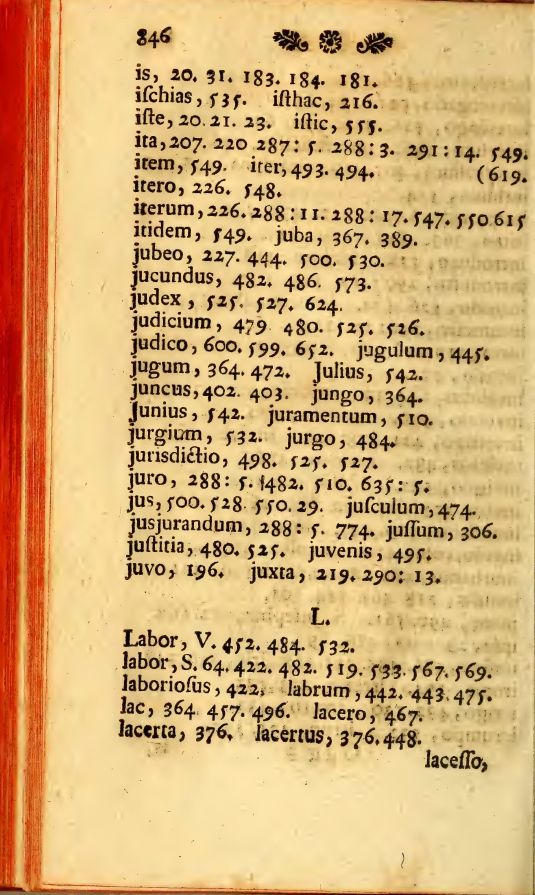 846
is, 20. 31. 183. 184. 181.
iſchias, 535. iſthac, 216.
iſte, 20. 21. 23. iſtic, 555.
ita, 207. 220 287: 5. 288: 3. 291: 14. 549.
item, 549. iter, 493. 494. (619.
itero, 226. 548.
iterum, 226. 288: 11. 288: 17. 547. 550 615
itidem, 549. juba, 367. 389.
jubeo, 227. 444. 500. 530.
jucundus, 482. 486. 573.
judex, 525. 527. 624.
judicium, 479 480. 525. 526.
judico, 600. 599. 652. jugulum, 445.
jugum, 364. 472. Julius, 542.
juncus, 402. 403. jungo, 364.
Junius, 542. juramentum, 510.
jurgium, 532. jurgo, 484.
jurisdictio, 498. 525. 527.
juro, 288: 5. 482. 510. 635: 5.
jus, 500. 528 550. 29. juſculum, 474.
jusjurandum, 288: 5. 774. juſſum, 306.
juſtitia, 480. 525. juvenis, 495.
juvo, 196. juxta, 219. 290: 13.
L.
Labor, V. 452. 484. 532.
labor, S. 64. 422. 482. 519. 533. 567. 569.
laborioſus, 422. labrum, 442. 443. 475.
lac, 364 457. 496. lacero, 467.
lacerta, 376. lacertus, 376. 448.
laceſſo,